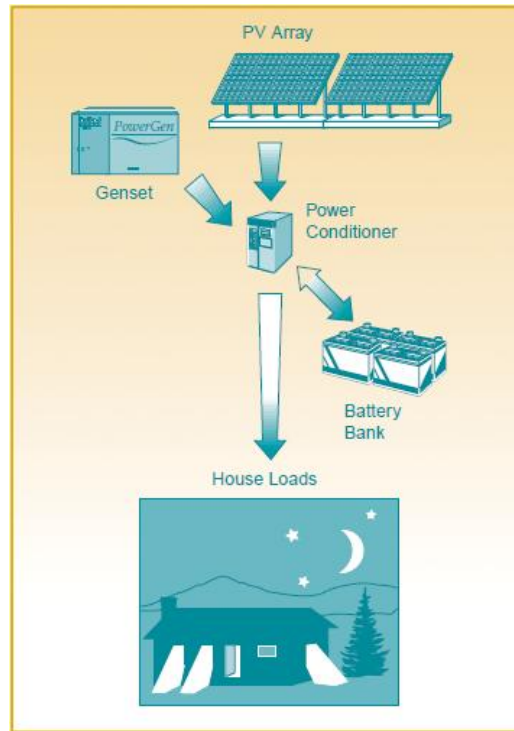 PV Array
PowerGen
Genset
Power
Conditioner
Battery
Bank
House Loads